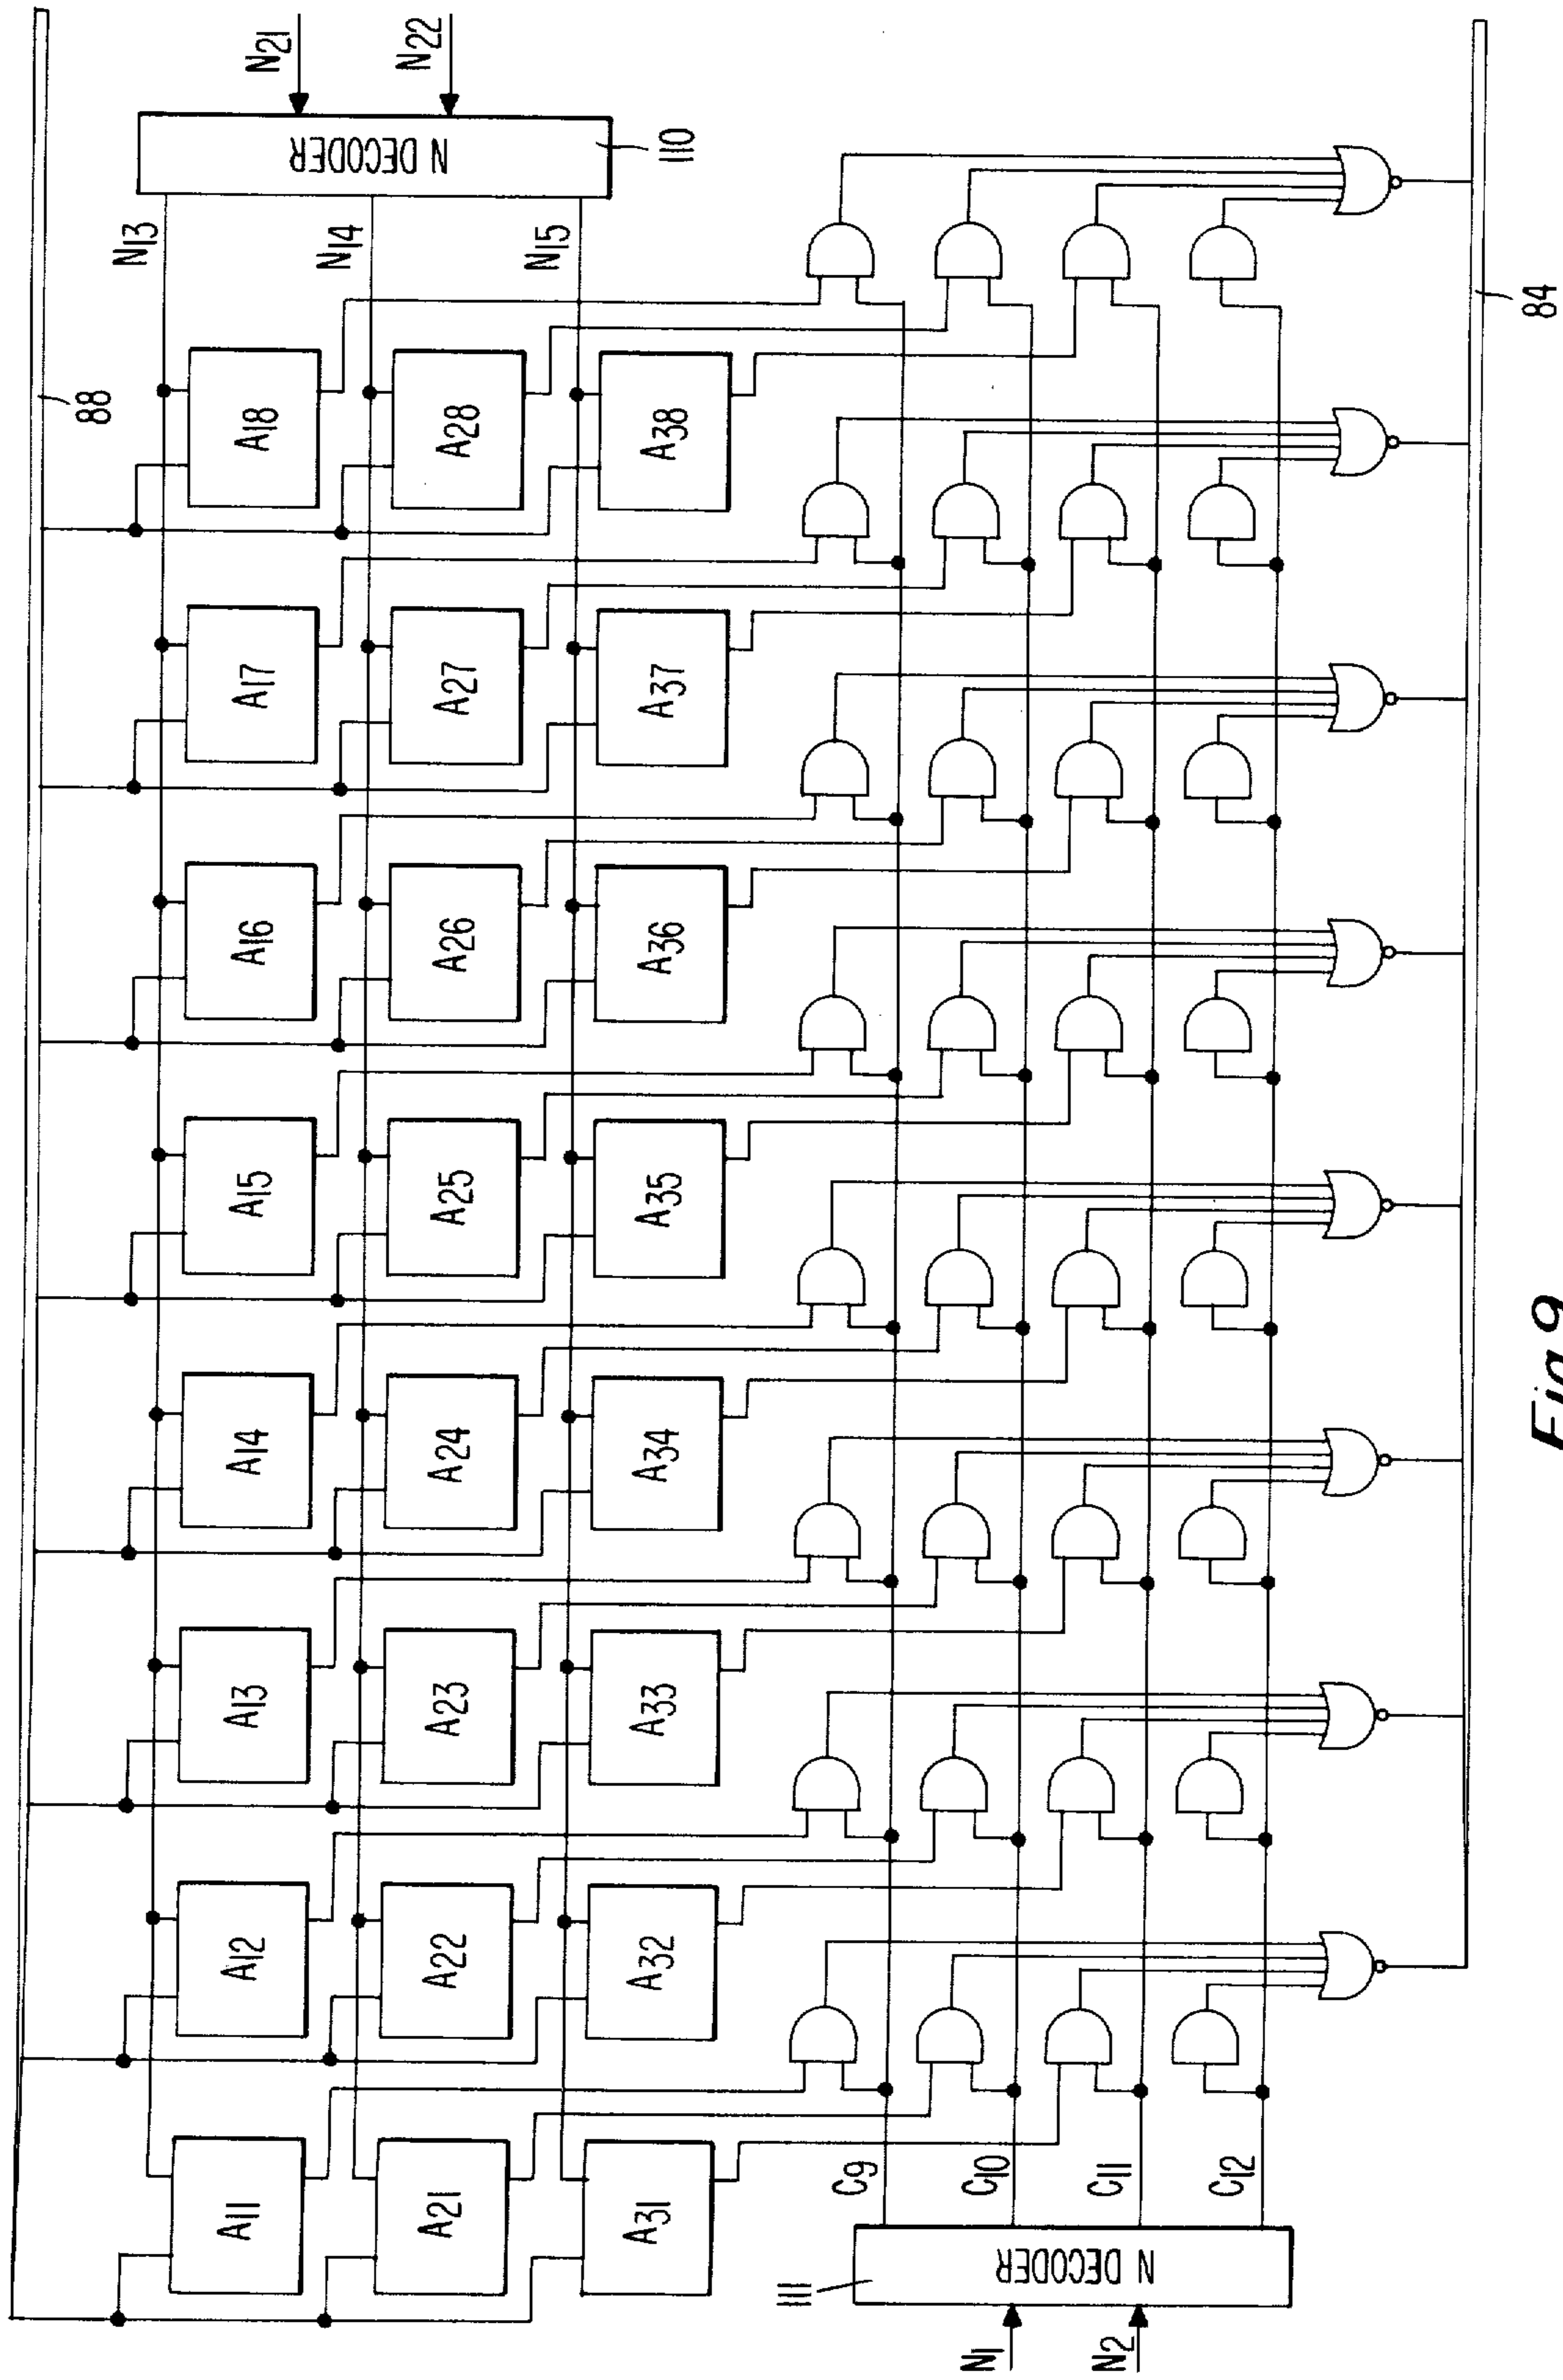 88
N21
N22
N DECODER
110
N13
N14
N15
A11 A12 A13 A14 A15 A16 A17 A18
A21 A22 A23 A24 A25 A26 A27 A28
A31 A32 A33 A34 A35 A36 A37 A38
C9
C10
C11
C12
N DECODER
111
N1
N2
84
Fig.9